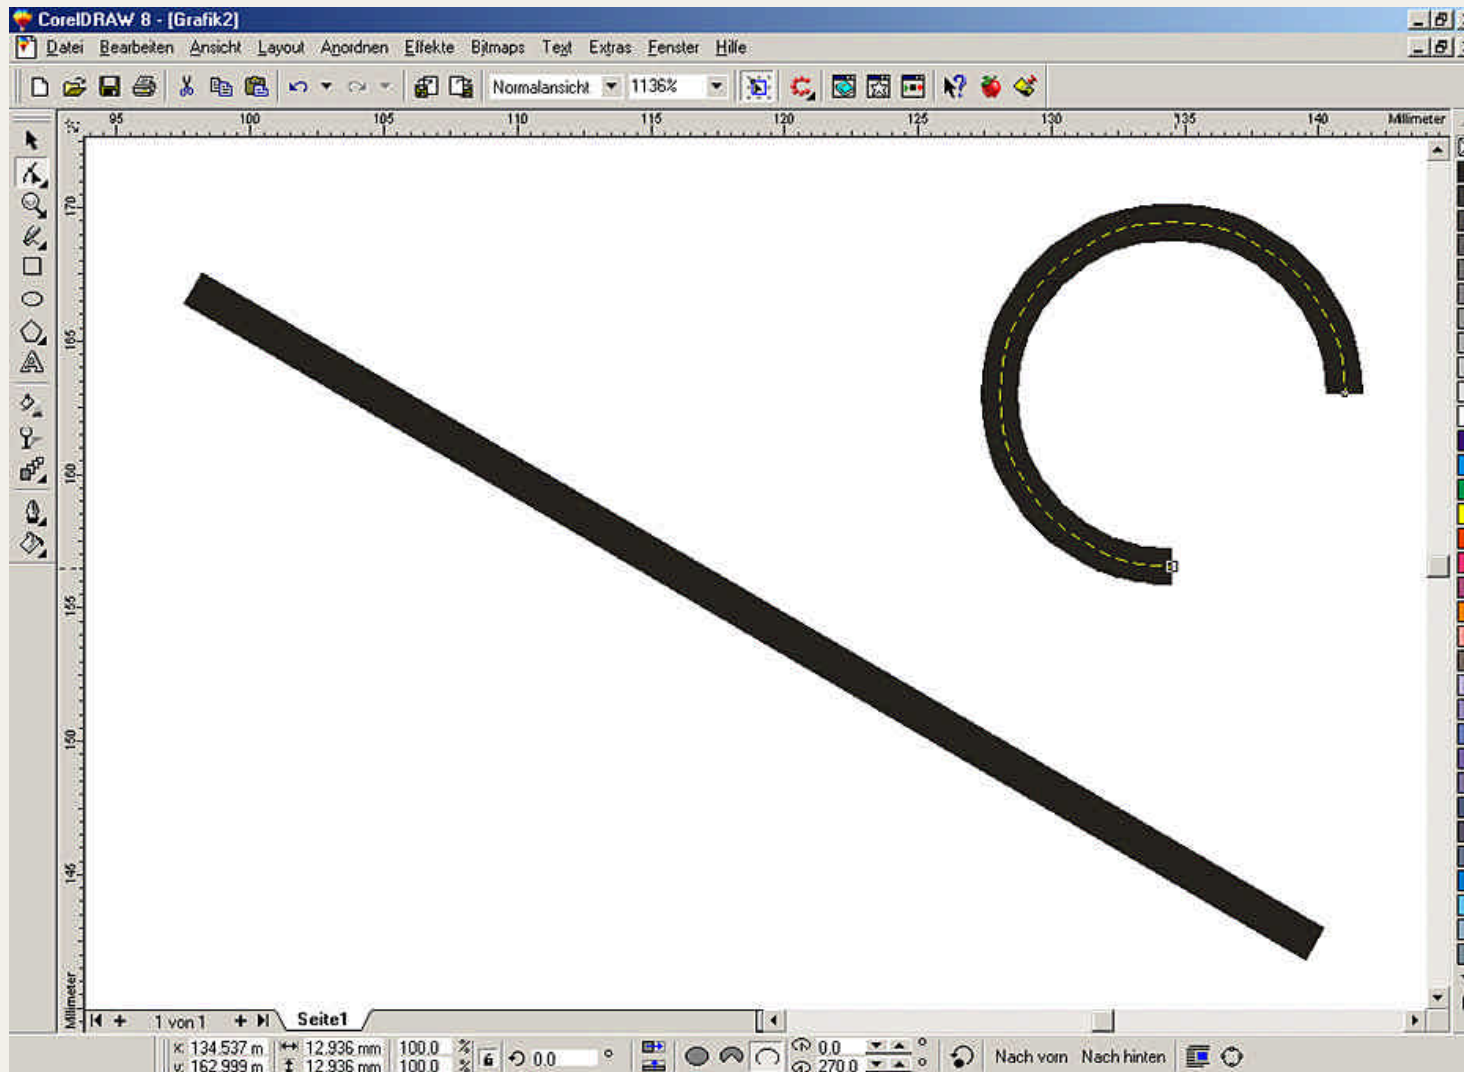 CorelDRAW 8 - [Grafik2]
Datei Bearbeiten Ansicht Layout Anordnen Effekte Bitmaps Text Extras Fenster Hilfe
Normalansicht 1136%
95 100 105 110 115 120 125 130 135 140 Millimeter
170
165
160
155
150
145
Millimeter
1 von 1 Seite1
x: 134.537 m 12.936 mm 100.0 % 0.0 ° 0.0 ° Nach vorn Nach hinten
y: 162.999 m 12.936 mm 100.0 % 270.0 °